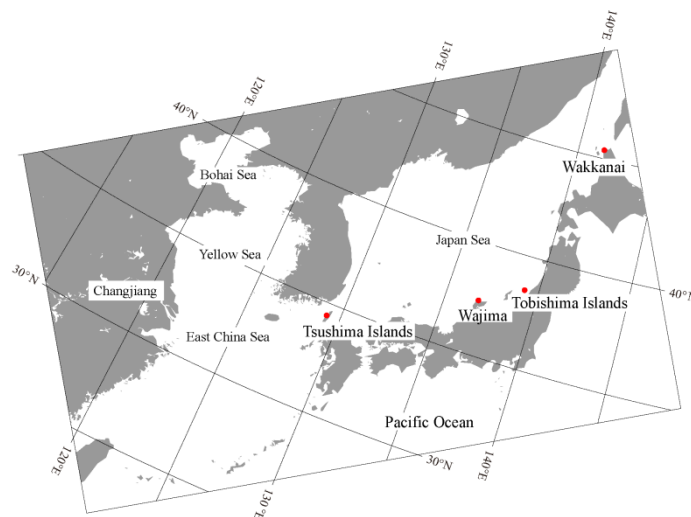 140°E
130°E
120°E
40°N
Wakkanai
Bohai Sea
Japan Sea
Yellow Sea
30°N
Changjiang
40°N
Tobishima Islands
Wajima
Tsushima Islands
East China Sea
Pacific Ocean
120°E
30°N
140°E
130°E